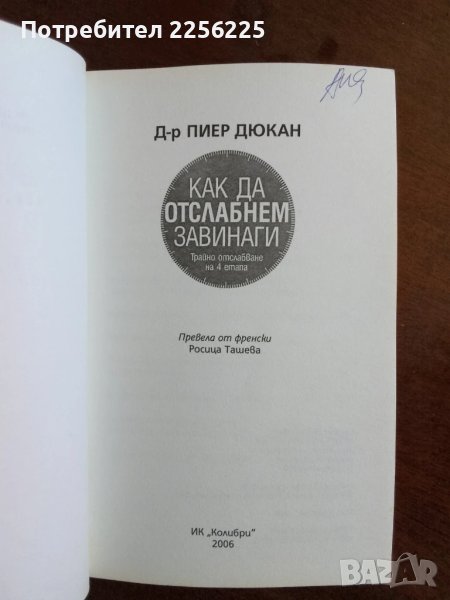 Потребител 2256225
Д-р ПИЕР ДЮКАН
КАК ДА
ОТСЛАБНЕМ
ЗАВИНАГИ
Трайно отслабване
на 4 етапа
Превела от френски
Росица Ташева
ИК „Колибри“
2006
BAZAR